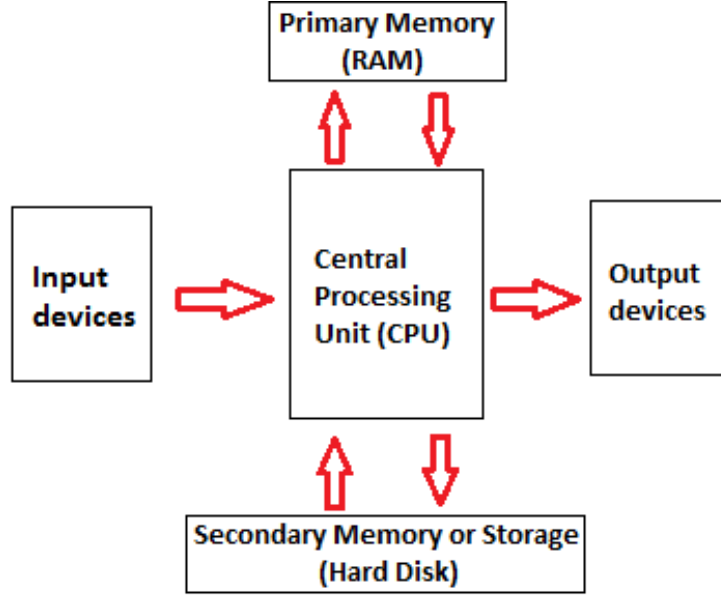 Primary Memory
(RAM)
Input
devices
Central
Processing
Unit (CPU)
Output
devices
Secondary Memory or Storage
(Hard Disk)